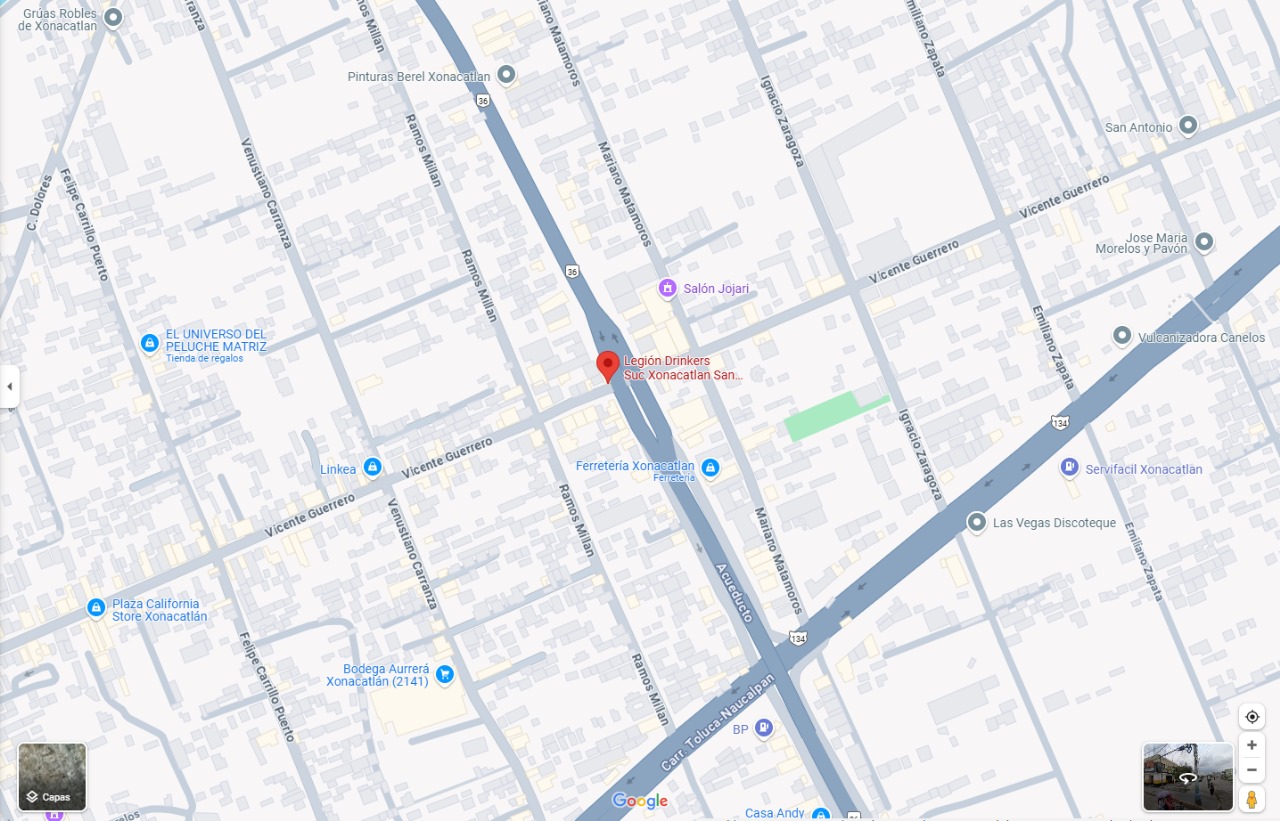 Grúas Robles
de Xonacatlan
Ramos Millan
Mariano Matamoros
Emiliano Zapata
Pinturas Berel Xonacatlan
36
Ignacio Zaragoza
San Antonio
Ramos Millan
Venustiano Carranza
Mariano Matamoros
Vicente Guerrero
C. Dolores
Felipe Carrillo Puerto
Jose Maria
Morelos y Pavón
Vicente Guerrero
36
Ramos Millan
Salón Jojari
EL UNIVERSO DEL
PELUCHE MATRIZ
Tienda de regalos
Emiliano Zapata
Vulcanizadora Canelos
Legión Drinkers
Suc Xonacatlan San...
134
Ignacio Zaragoza
Vicente Guerrero
Linkea
Ferretería Xonacatlan
Ferretería
Servifacil Xonacatlán
Vicente Guerrero
Ramos Millan
Venustiano Carranza
Mariano Matamoros
Las Vegas Discoteque
Emiliano Zapata
Acueducto
Plaza California
Store Xonacatlán
134
Felipe Carrillo Puerto
Bodega Aurrerá
Xonacatlán (2141)
Ramos Millan
Carr. Toluca-Naucalpan
BP
Capas
Google
Casa Andy